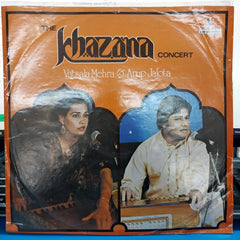 THE
Khazana
CONCERT
Vatsala Mehra & Anup Jalota